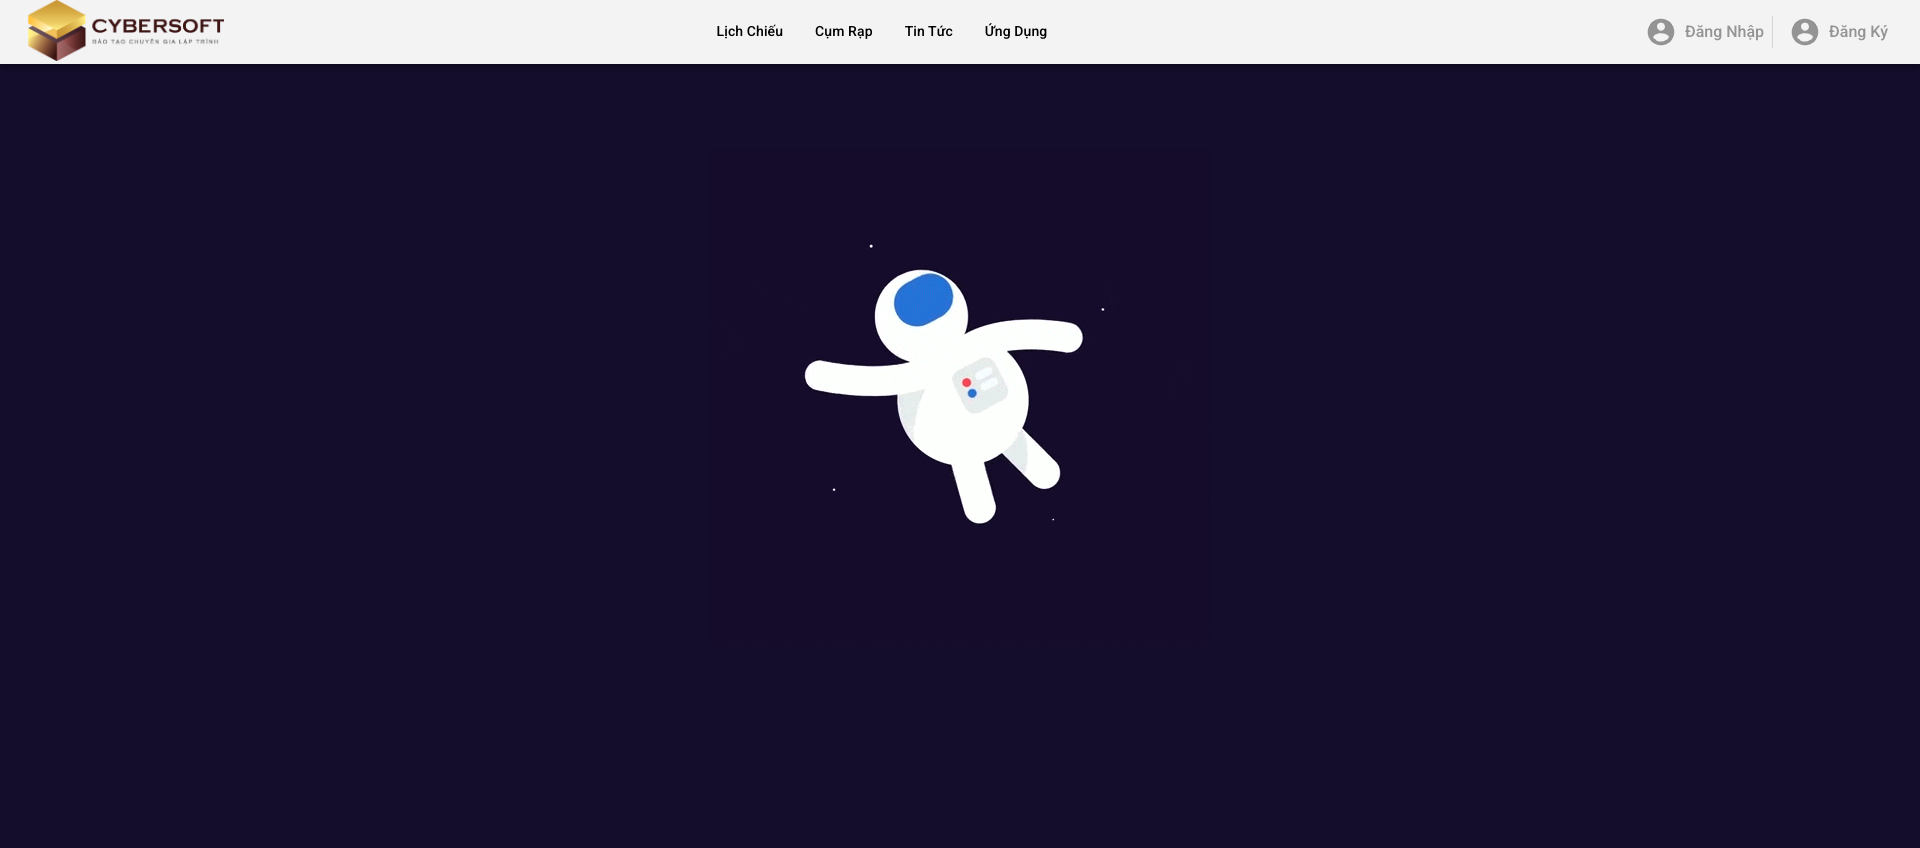 CYBERSOFT
ĐÀO TẠO CHUYÊN GIA LẬP TRÌNH
Lịch Chiếu
Cụm Rạp
Tin Tức
Ứng Dụng
Đăng Nhập
Đăng Ký